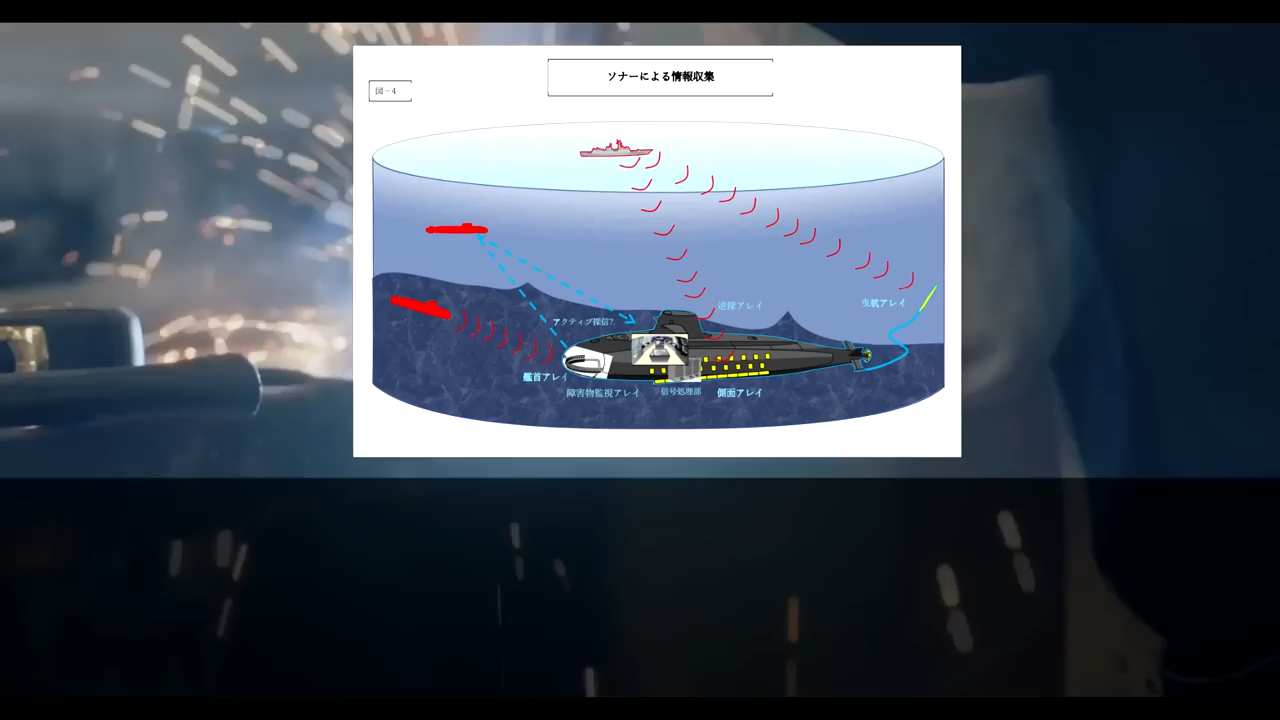 ソナーによる情報収集
図－4
逆探アレイ
曳航アレイ
アクティブ探信?
艦首アレイ
障害物監視アレイ
信号処理部
側面アレイ